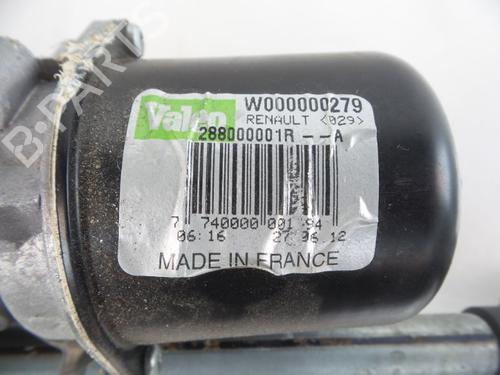 B-PARTS
Valeo
W000000279
RENAULT <029>
288000001R --A
7 740000 001 94
06:16 27.06.12
MADE IN FRANCE